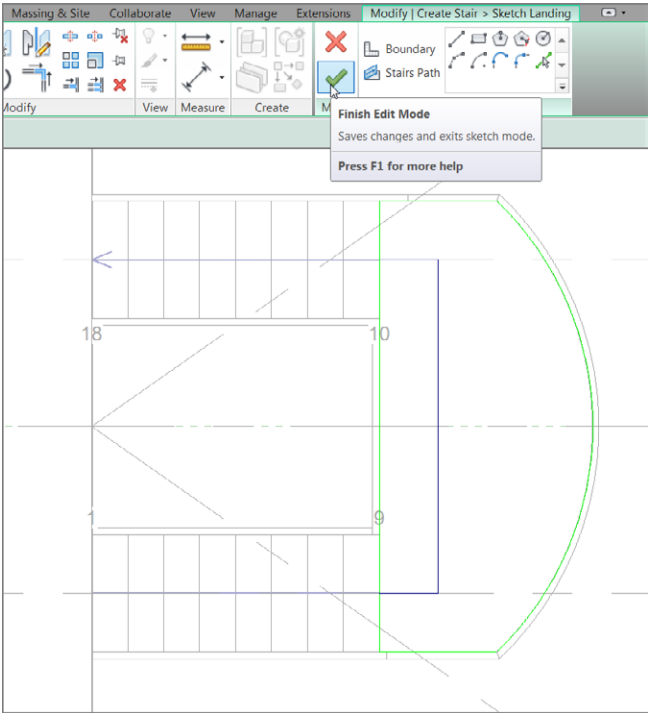 Massing & Site Collaborate View Manage Extensions Modify | Create Stair > Sketch Landing
Boundary
Stairs Path
Modify View Measure Create M
Finish Edit Mode
Saves changes and exits sketch mode.
Press F1 for more help
18 10
1 9